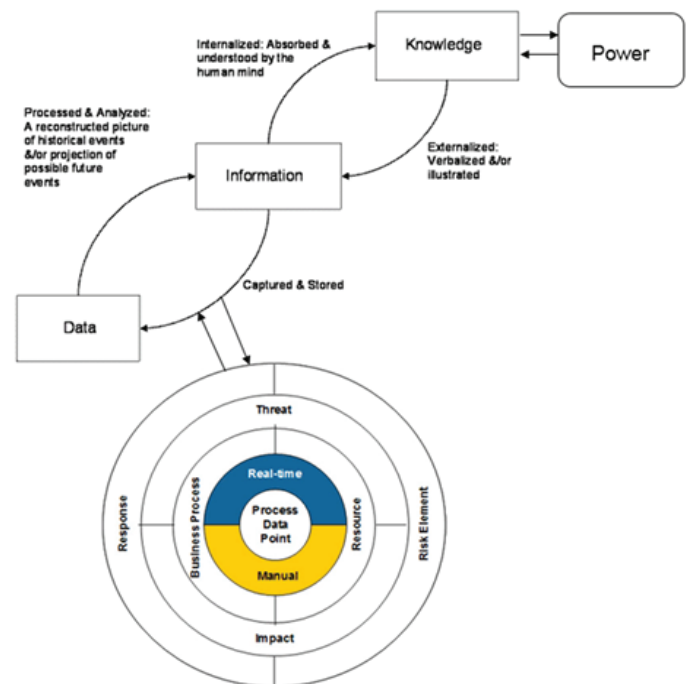 Internalized: Absorbed &
understood by the
human mind
Knowledge
Power
Processed & Analyzed:
A reconstructed picture
of historical events
&/or projection of
possible future
events
Externalized:
Verbalized &/or
illustrated
Information
Captured & Stored
Data
Threat
Real-time
Response
Business Process
Process
Data
Point
Resource
Risk Element
Manual
Impact